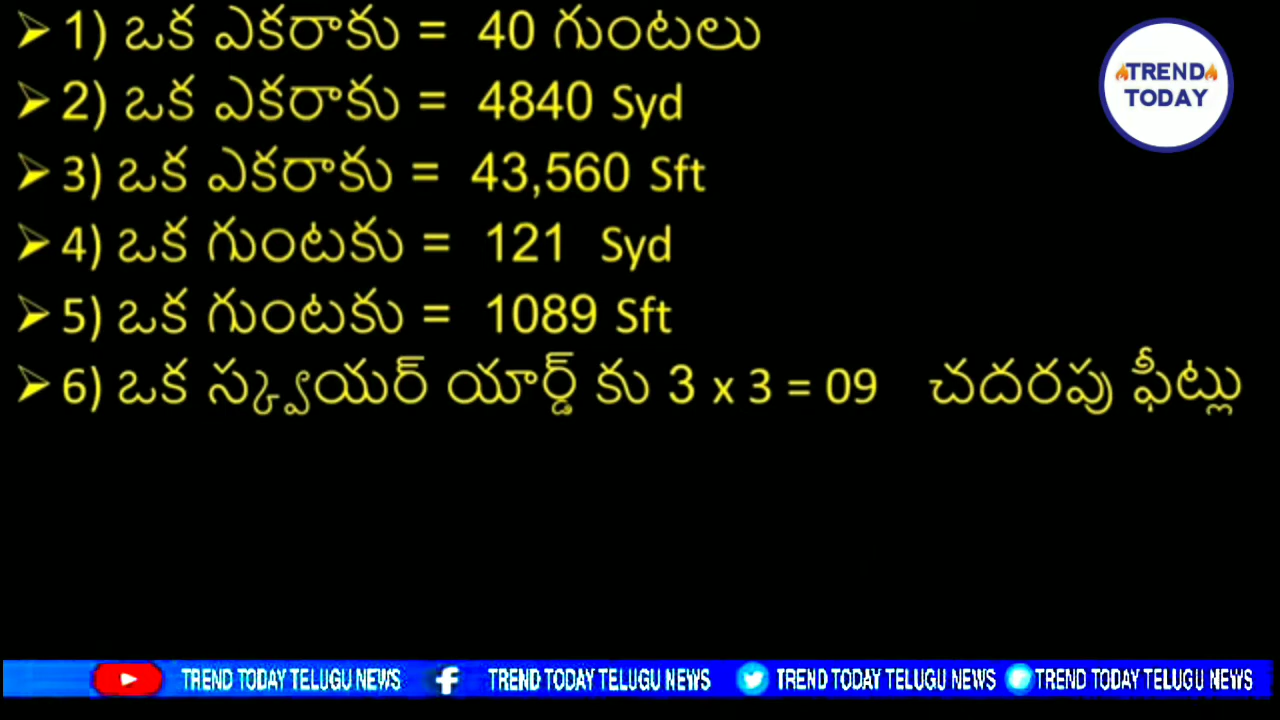 ➢1) ఒక ఎకరాకు = 40 గుంటలు
➢2) ఒక ఎకరాకు = 4840 Syd
➢3) ఒక ఎకరాకు = 43,560 Sft
➢4) ఒక గుంటకు = 121 Syd
➢5) ఒక గుంటకు = 1089 Sft
➢6) ఒక స్క్వేయర్ యార్డ్ కు 3 x 3 = 09 చదరపు ఫీట్లు
TREND
TODAY
TREND TODAY TELUGU NEWS TREND TODAY TELUGU NEWS TREND TODAY TELUGU NEWS TREND TODAY TELUGU NEWS